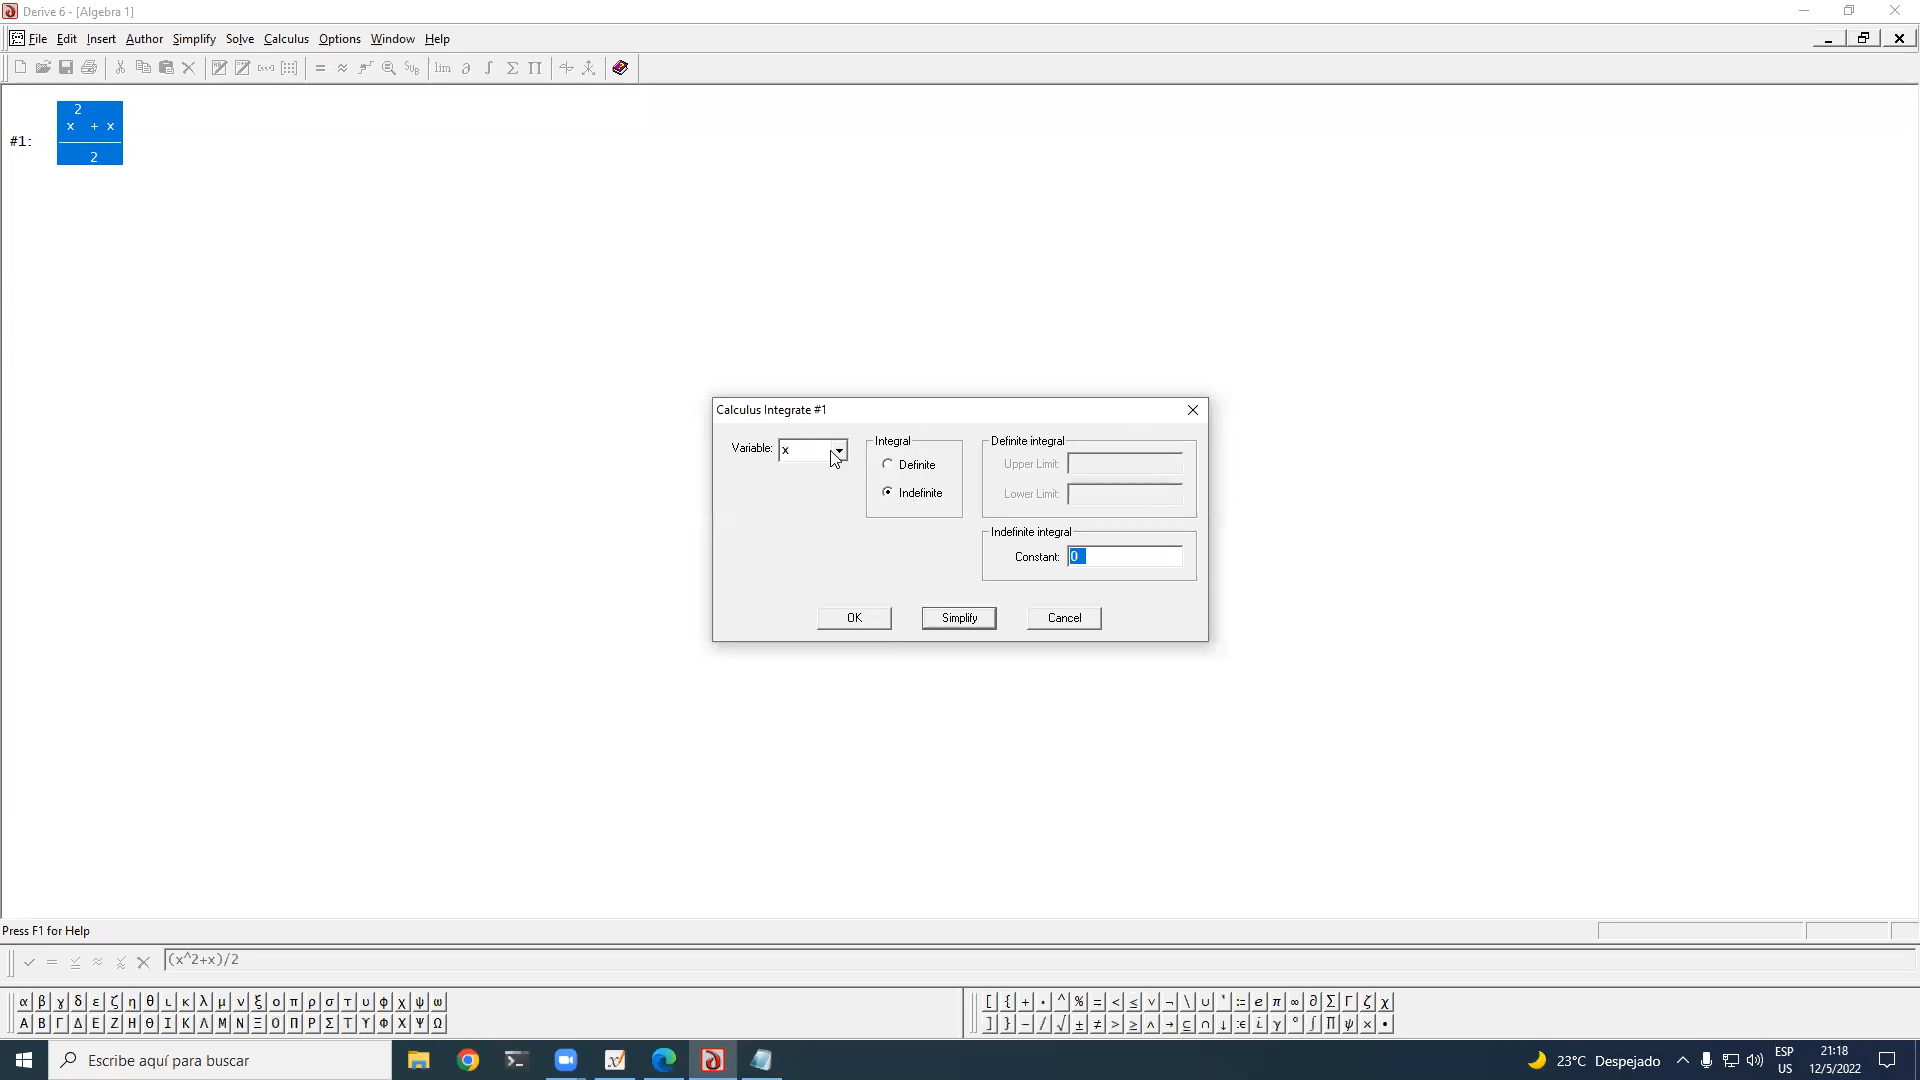 Derive 6 - [Algebra 1]
File Edit Insert Author Simplify Solve Calculus Options Window Help
lim ∂ ∫ Σ Π
2
x + x
#1:
2
Calculus Integrate #1
Variable: x
Integral
Definite
Indefinite
Definite integral
Upper Limit:
Lower Limit:
Indefinite integral
Constant: 0
OK Simplify Cancel
Press F1 for Help
(x^2+x)/2
α β γ δ ε ζ η θ ι κ λ μ ν ξ ο π ρ σ τ υ φ χ ψ ω
Α Β Γ Δ Ε Ζ Η Θ Ι Κ Λ Μ Ν Ξ Ο Π Ρ Σ Τ Υ Φ Χ Ψ Ω
[ { + · ^ % = < ≤ ∨ ¬ \ ∪ ' := e π ∞ ∂ Σ Γ ζ χ
] } − / √ ± ≠ > ≥ ∧ → ⊆ ∩ ↓ :∈ i γ ° ∫ Π ψ × •
Escribe aquí para buscar
23°C Despejado
ESP
US
21:18
12/5/2022